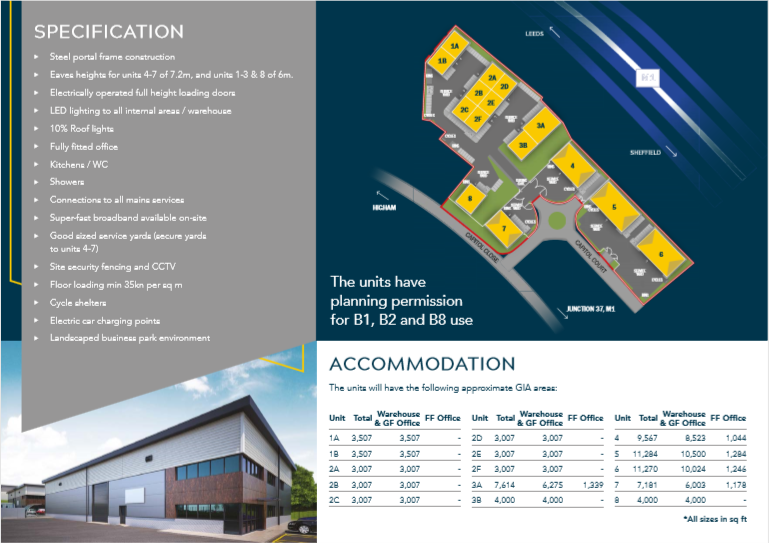 SPECIFICATION
Steel portal frame construction
Eaves heights for units 4-7 of 7.2m, and units 1-3 & 8 of 6m.
Electrically operated full height loading doors
LED lighting to all internal areas / warehouse
10% Roof lights
Fully fitted office
Kitchens / WC
Showers
Connections to all mains services
Super-fast broadband available on-site
Good sized service yards (secure yards
to units 4-7)
Site security fencing and CCTV
Floor loading min 35kn per sq m
Cycle shelters
Electric car charging points
Landscaped business park environment
LEEDS
M1
SHEFFIELD
1A
1B
2A
2D
2B
2E
2C
2F
3A
3B
4
5
6
7
8
HIGHAM
CAPITOL CLOSE
CAPITOL COURT
JUNCTION 37, M1
The units have
planning permission
for B1, B2 and B8 use
ACCOMMODATION
The units will have the following approximate GIA areas:
Unit Total Warehouse & GF Office FF Office
1A 3,507 3,507 -
1B 3,507 3,507 -
2A 3,007 3,007 -
2B 3,007 3,007 -
2C 3,007 3,007 -
Unit Total Warehouse & GF Office FF Office
2D 3,007 3,007 -
2E 3,007 3,007 -
2F 3,007 3,007 -
3A 7,614 6,275 1,339
3B 4,000 4,000 -
Unit Total Warehouse & GF Office FF Office
4 9,567 8,523 1,044
5 11,284 10,500 1,284
6 11,270 10,024 1,246
7 7,181 6,003 1,178
8 4,000 4,000 -
*All sizes in sq ft